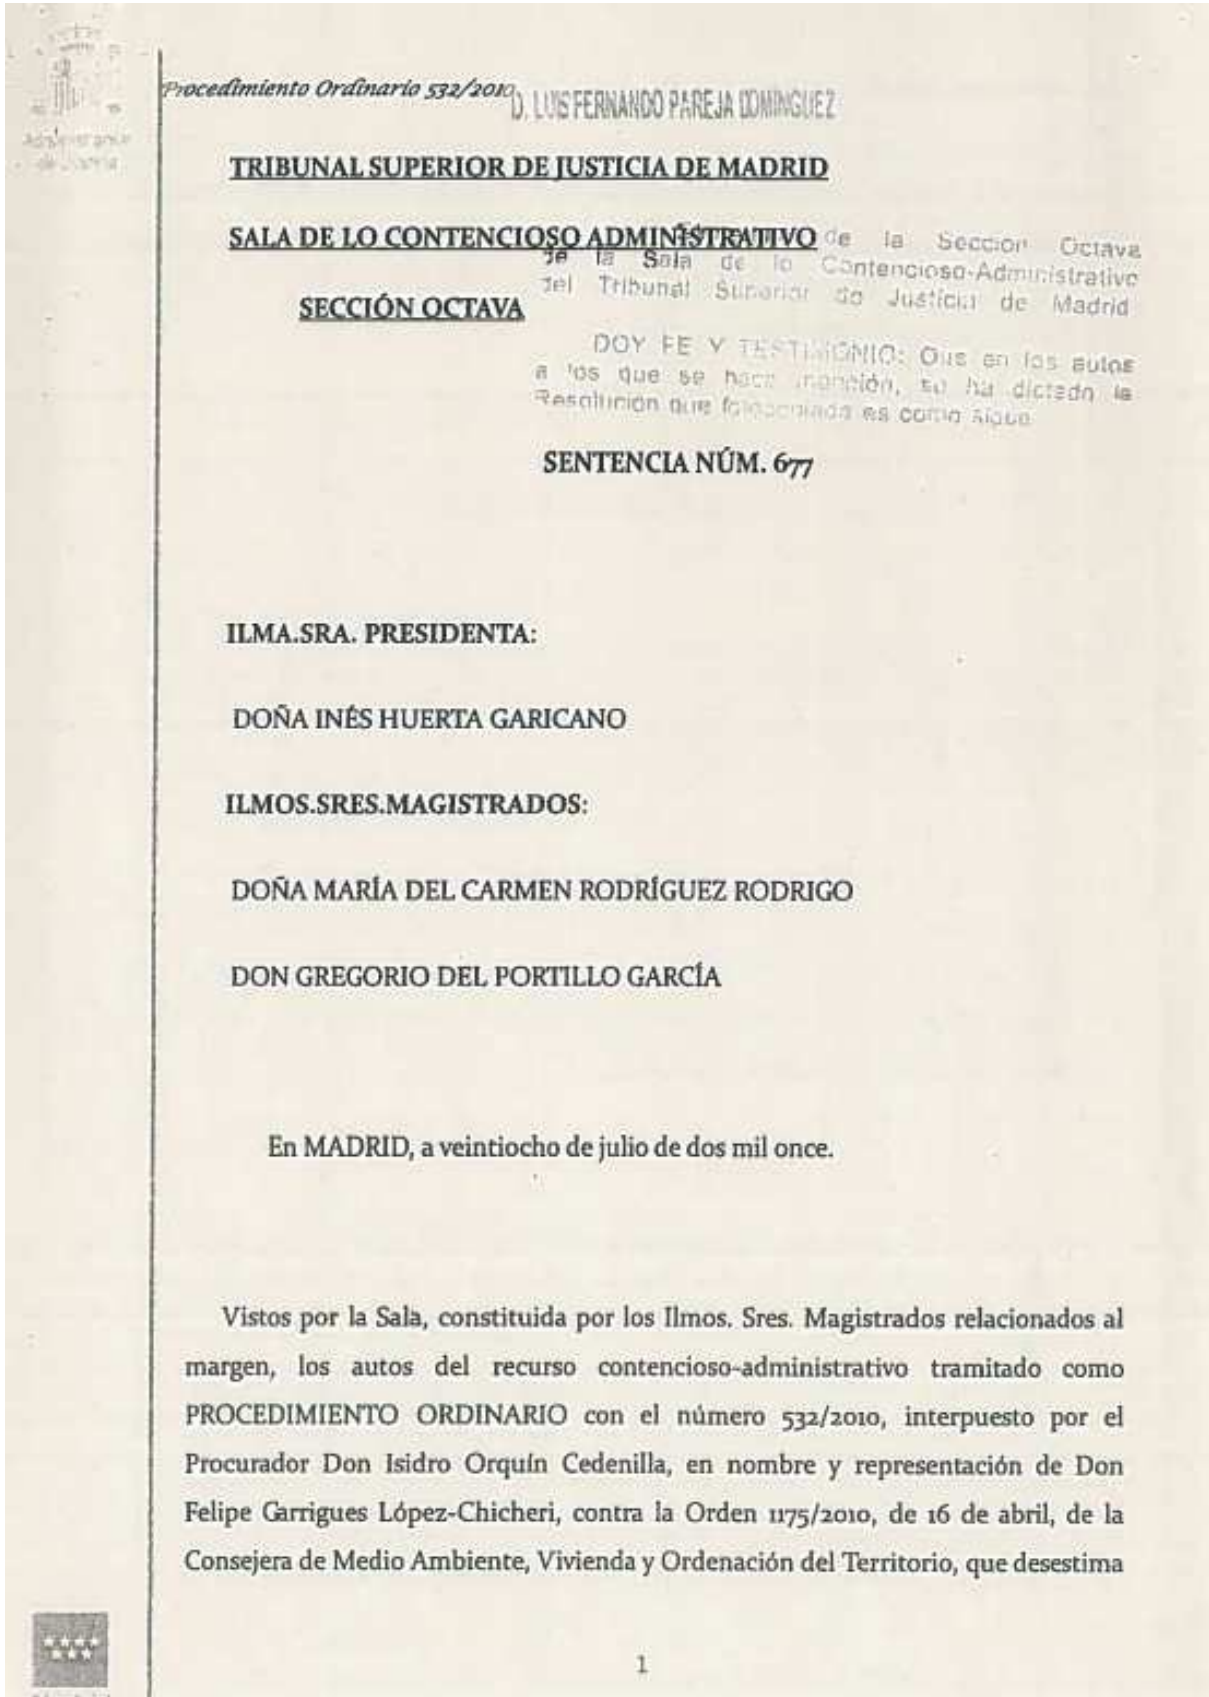 Procedimiento Ordinario 532/2010
D. LUIS FERNANDO PAREJA DOMINGUEZ
Administración
de Justicia
TRIBUNAL SUPERIOR DE JUSTICIA DE MADRID
SALA DE LO CONTENCIOSO ADMINISTRATIVO
de la Seccion Octava
de la Sala de lo Contencioso-Administrativo
del Tribunal Superior de Justicia de Madrid
SECCIÓN OCTAVA
DOY FE Y TESTIMONIO: Que en los autos
a los que se hace mención, se ha dictado la
Resolución que fotocopiada es como sigue
SENTENCIA NÚM. 677
ILMA.SRA. PRESIDENTA:
DOÑA INÉS HUERTA GARICANO
ILMOS.SRES.MAGISTRADOS:
DOÑA MARÍA DEL CARMEN RODRÍGUEZ RODRIGO
DON GREGORIO DEL PORTILLO GARCÍA
En MADRID, a veintiocho de julio de dos mil once.
Vistos por la Sala, constituida por los Ilmos. Sres. Magistrados relacionados al
margen, los autos del recurso contencioso-administrativo tramitado como
PROCEDIMIENTO ORDINARIO con el número 532/2010, interpuesto por el
Procurador Don Isidro Orquín Cedenilla, en nombre y representación de Don
Felipe Garrigues López-Chicheri, contra la Orden 1175/2010, de 16 de abril, de la
Consejera de Medio Ambiente, Vivienda y Ordenación del Territorio, que desestima
1